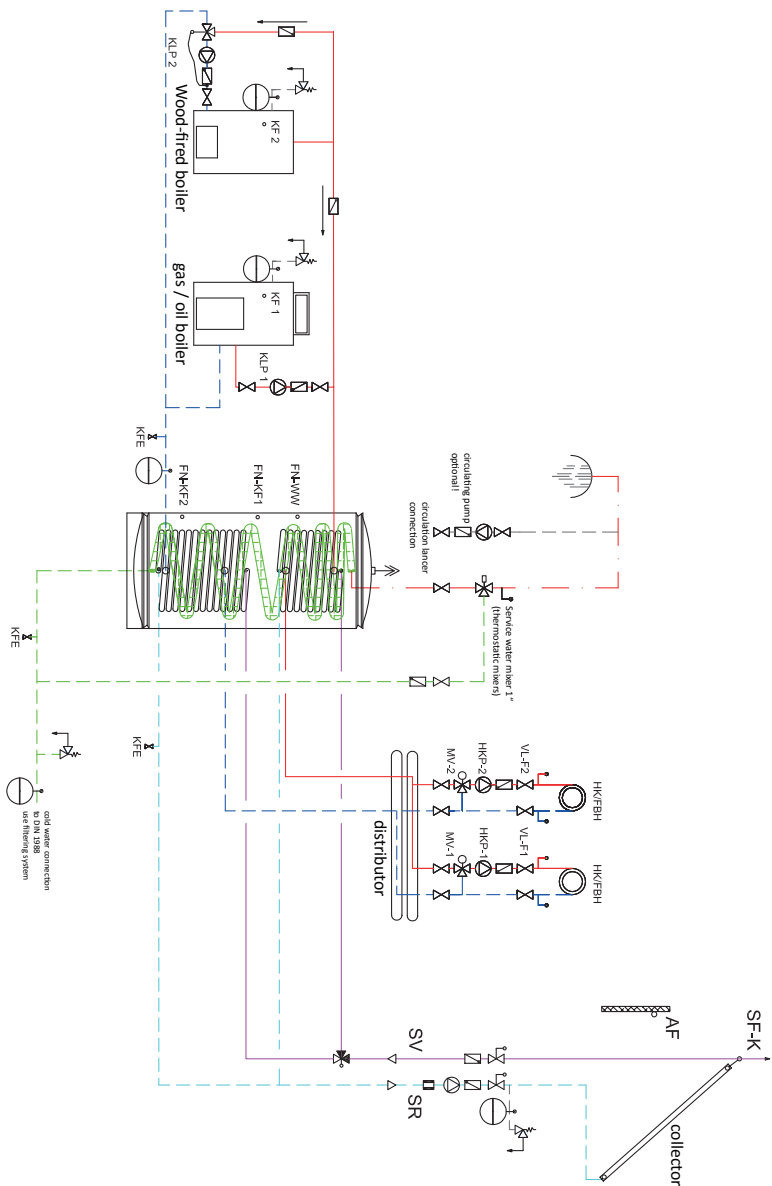 KLP 2
KF 2
Wood-fired boiler
KF 1
gas / oil boiler
KLP 1
KFE
FN-KF2
FN-KF1
FN-WW
circulating pump
optional!
circulation lancer
connection
Service water mixer 1"
(thermostatic mixers)
KFE
KFE
cold water connection
to DIN 1988
use filtering system
MV-2
HKP-2
VL-F2
HK/FBH
distributor
MV-1
HKP-1
VL-F1
HK/FBH
SV
SR
AF
SF-K
collector